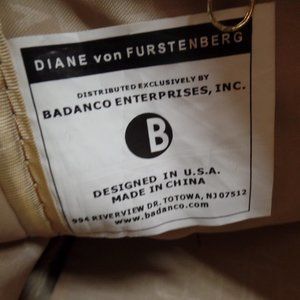 DIANE von FURSTENBERG
DISTRIBUTED EXCLUSIVELY BY
BADANCO ENTERPRISES, INC.
B
DESIGNED IN U.S.A.
MADE IN CHINA
994 RIVERVIEW DR. TOTOWA, NJ 07512
www.badanco.com